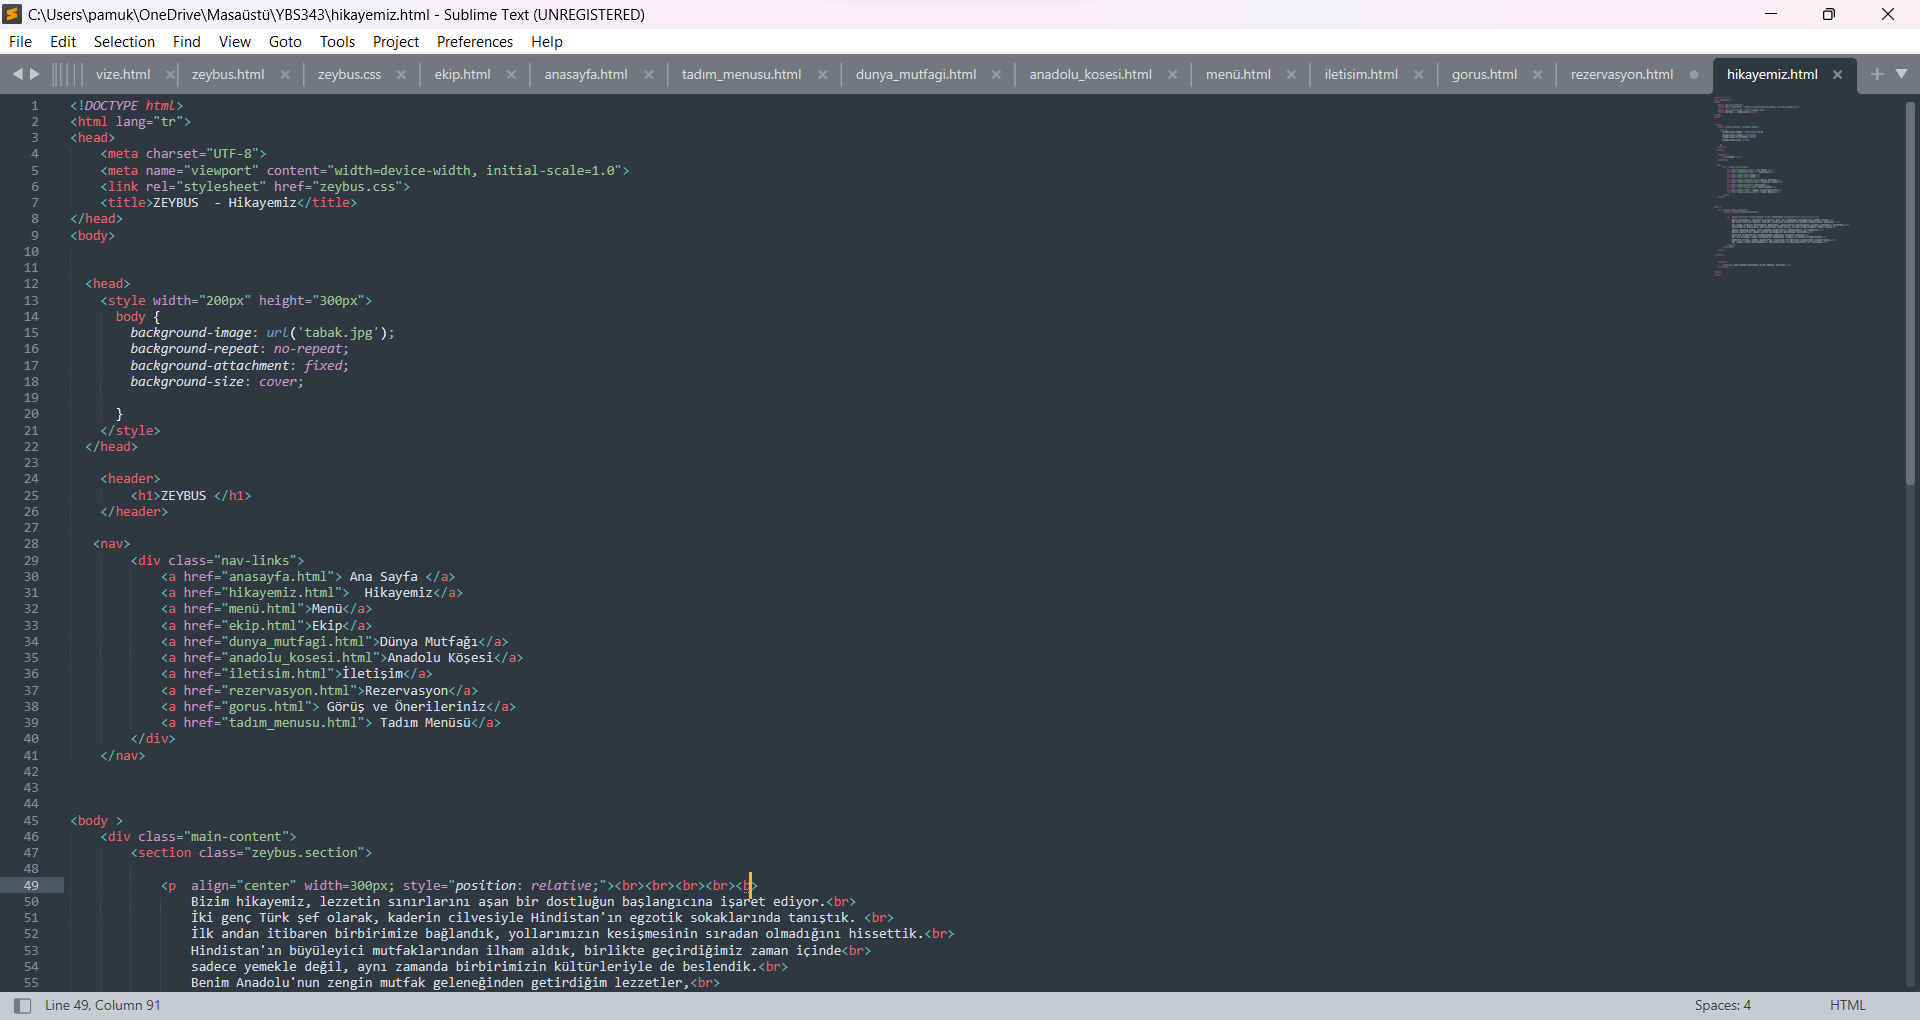 C:\Users\pamuk\OneDrive\Masaüstü\YBS343\hikayemiz.html - Sublime Text (UNREGISTERED)
File Edit Selection Find View Goto Tools Project Preferences Help
vize.html zeybus.html zeybus.css ekip.html anasayfa.html tadım_menusu.html dunya_mutfagi.html anadolu_kosesi.html menü.html iletisim.html gorus.html rezervasyon.html hikayemiz.html
1 <!DOCTYPE html>
2 <html lang="tr">
3 <head>
4 <meta charset="UTF-8">
5 <meta name="viewport" content="width=device-width, initial-scale=1.0">
6 <link rel="stylesheet" href="zeybus.css">
7 <title>ZEYBUS  - Hikayemiz</title>
8 </head>
9 <body>
10
11
12 <head>
13 <style width="200px" height="300px">
14 body {
15 background-image: url('tabak.jpg');
16 background-repeat: no-repeat;
17 background-attachment: fixed;
18 background-size: cover;
19
20 }
21 </style>
22 </head>
23
24 <header>
25 <h1>ZEYBUS </h1>
26 </header>
27
28 <nav>
29 <div class="nav-links">
30 <a href="anasayfa.html"> Ana Sayfa </a>
31 <a href="hikayemiz.html">  Hikayemiz</a>
32 <a href="menü.html">Menü</a>
33 <a href="ekip.html">Ekip</a>
34 <a href="dunya_mutfagi.html">Dünya Mutfağı</a>
35 <a href="anadolu_kosesi.html">Anadolu Köşesi</a>
36 <a href="iletisim.html">İletişim</a>
37 <a href="rezervasyon.html">Rezervasyon</a>
38 <a href="gorus.html"> Görüş ve Önerileriniz</a>
39 <a href="tadım_menusu.html"> Tadım Menüsü</a>
40 </div>
41 </nav>
42
43
44
45 <body >
46 <div class="main-content">
47 <section class="zeybus.section">
48
49 <p  align="center" width=300px; style="position: relative;"><br><br><br><br><b>
50 Bizim hikayemiz, lezzetin sınırlarını aşan bir dostluğun başlangıcına işaret ediyor.<br>
51 İki genç Türk şef olarak, kaderin cilvesiyle Hindistan'ın egzotik sokaklarında tanıştık. <br>
52 İlk andan itibaren birbirimize bağlandık, yollarımızın kesişmesinin sıradan olmadığını hissettik.<br>
53 Hindistan'ın büyüleyici mutfaklarından ilham aldık, birlikte geçirdiğimiz zaman içinde<br>
54 sadece yemekle değil, aynı zamanda birbirimizin kültürleriyle de beslendik.<br>
55 Benim Anadolu'nun zengin mutfak geleneğinden getirdiğim lezzetler,<br>
Line 49, Column 91 Spaces: 4 HTML